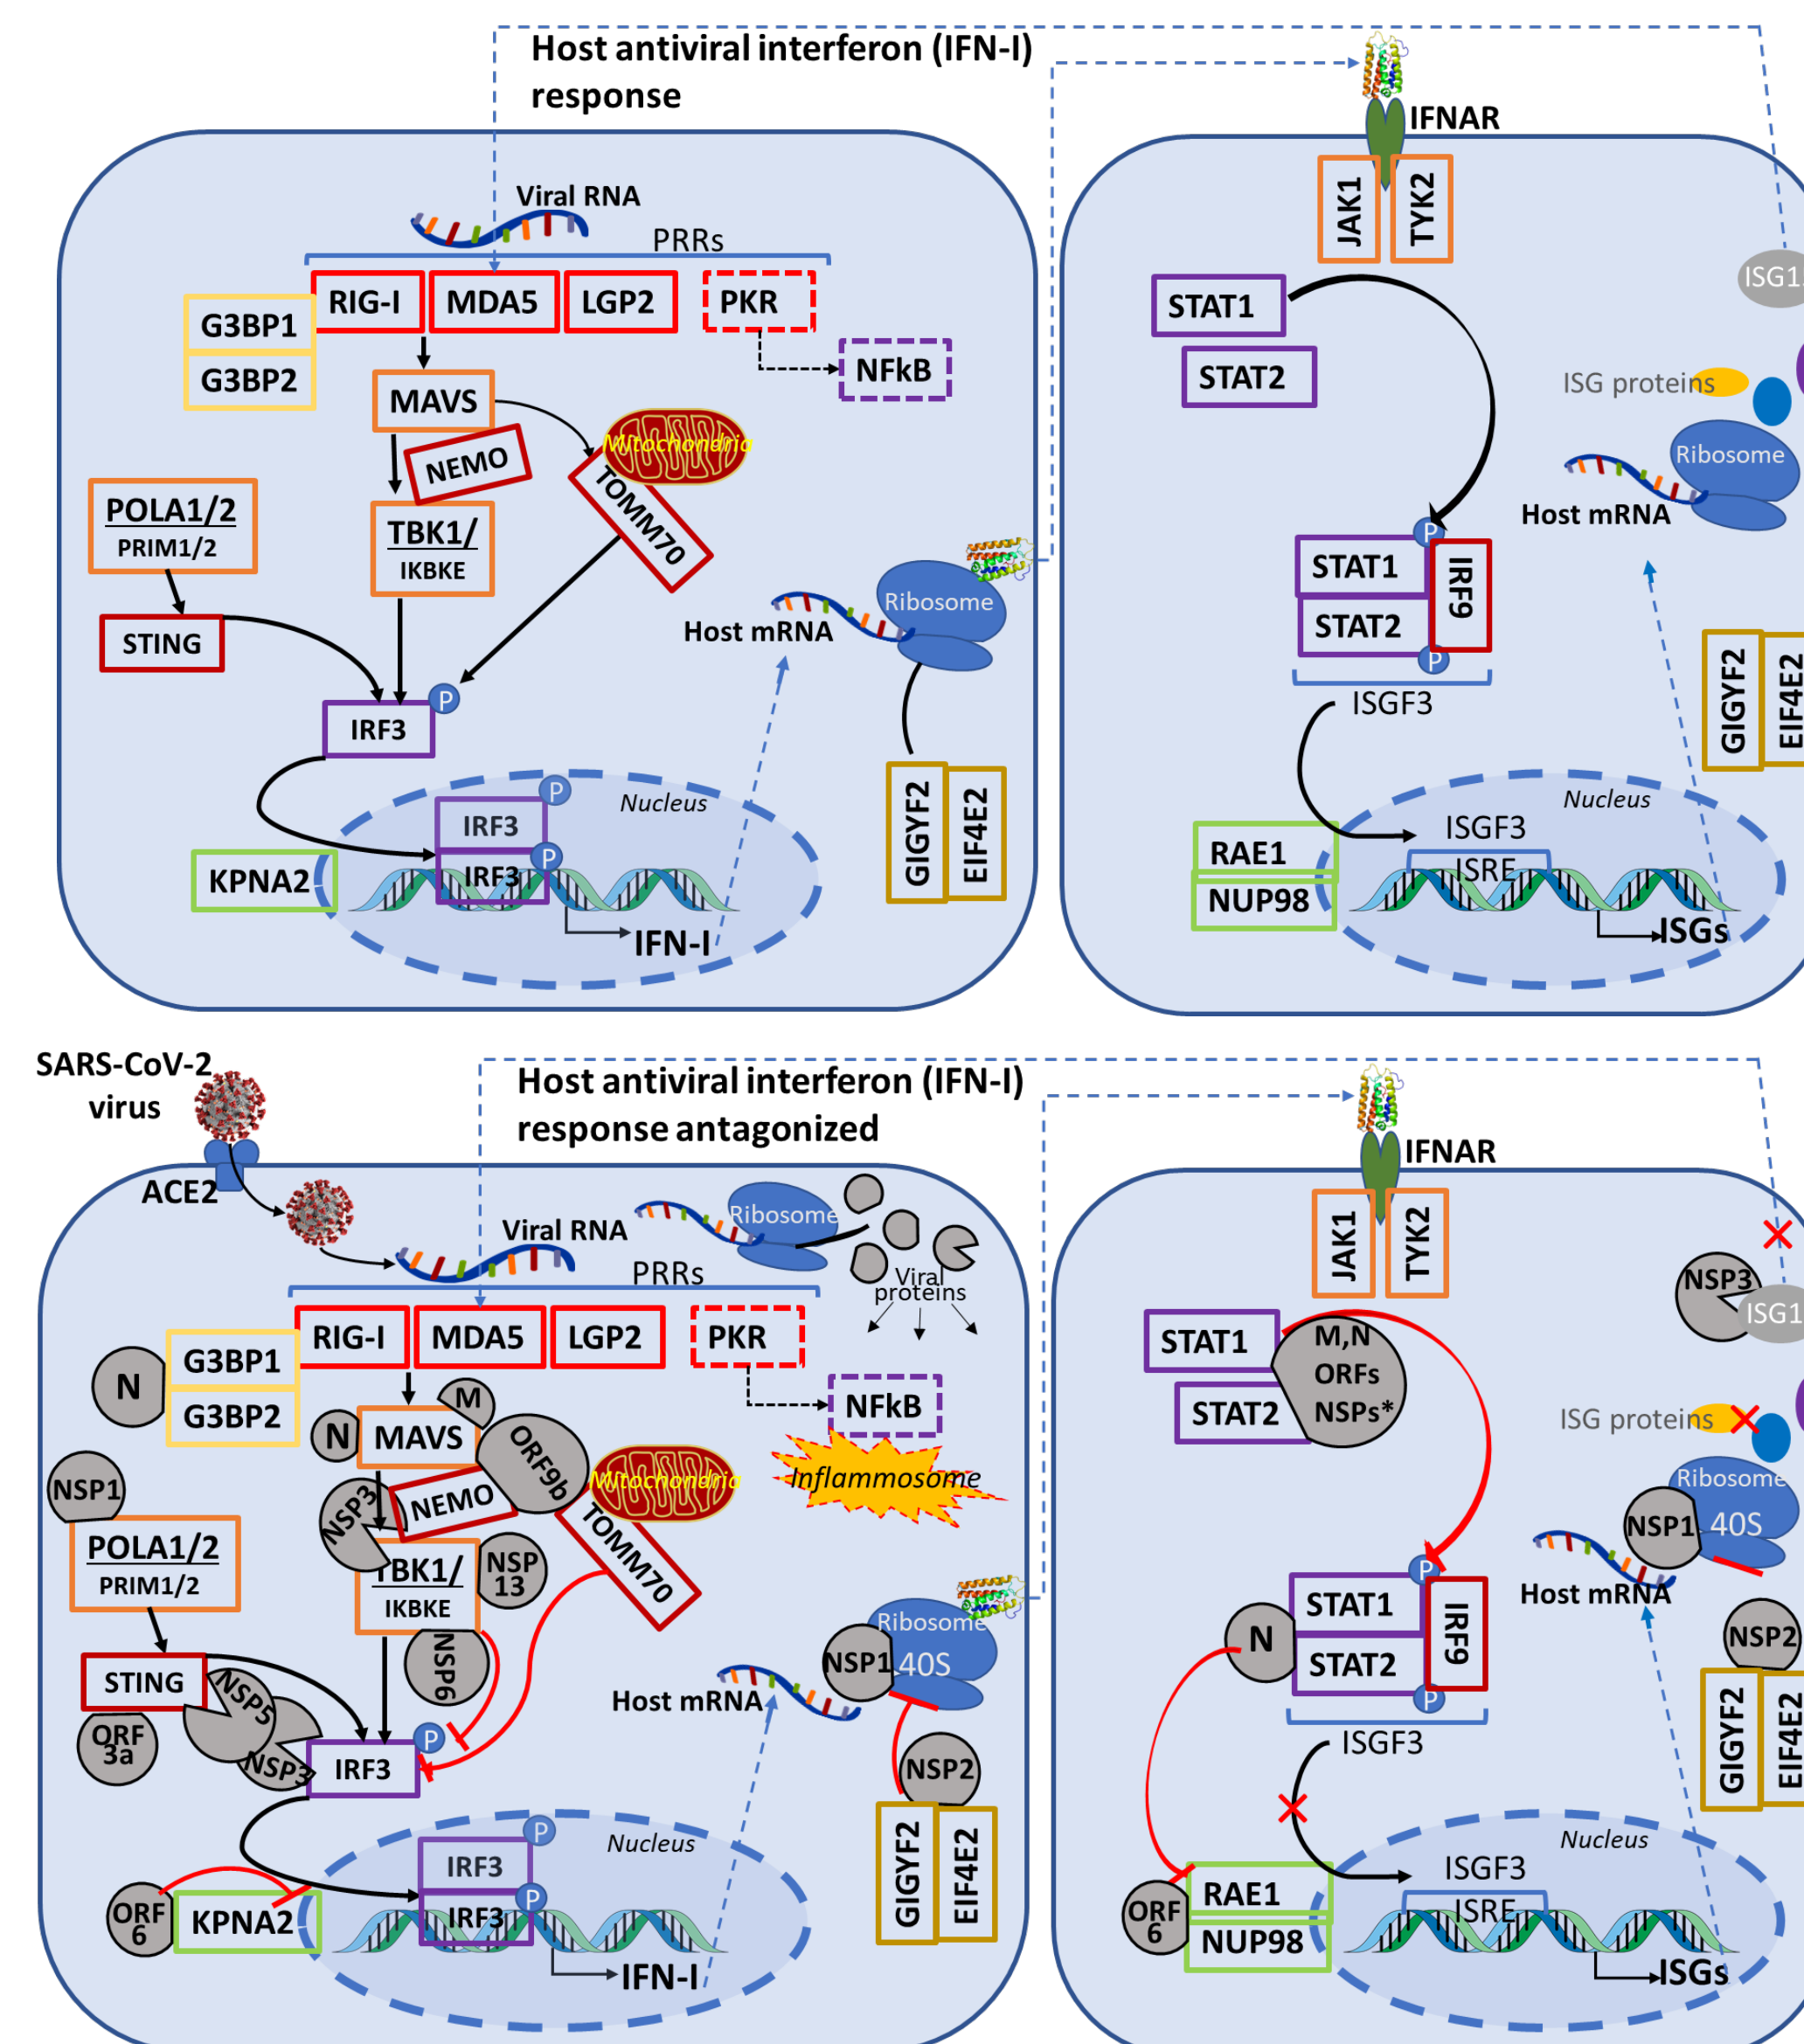 Host antiviral interferon (IFN-I)
response
Viral RNA
PRRs
RIG-I
MDA5
LGP2
PKR
G3BP1
G3BP2
NFkB
MAVS
Mitochondria
NEMO
TOMM70
POLA1/2
PRIM1/2
TBK1/
IKBKE
STING
Ribosome
Host mRNA
P
IRF3
P
Nucleus
IRF3
P
IRF3
KPNA2
IFN-I
GIGYF2
EIF4E2
IFNAR
JAK1
TYK2
STAT1
STAT2
ISG1
ISG proteins
Ribosome
Host mRNA
P
STAT1
STAT2
IRF9
P
ISGF3
GIGYF2
EIF4E2
Nucleus
ISGF3
ISRE
RAE1
NUP98
ISGs
SARS-CoV-2
virus
ACE2
Host antiviral interferon (IFN-I)
response antagonized
Viral RNA
Ribosome
Viral
proteins
PRRs
RIG-I
MDA5
LGP2
PKR
N
G3BP1
G3BP2
NFkB
Inflammosome
M
N
MAVS
ORF9b
Mitochondria
NSP1
NSP3
NEMO
TOMM70
POLA1/2
PRIM1/2
TBK1/
IKBKE
NSP
13
NSP6
STING
NSP5
ORF
3a
NSP3
Ribosome
NSP1
40S
Host mRNA
P
IRF3
NSP2
P
Nucleus
IRF3
P
IRF3
ORF
6
KPNA2
IFN-I
GIGYF2
EIF4E2
IFNAR
JAK1
TYK2
NSP3
ISG1
STAT1
STAT2
M,N
ORFs
NSPs*
ISG proteins
Ribosome
NSP1
40S
Host mRNA
P
STAT1
STAT2
IRF9
N
P
ISGF3
NSP2
GIGYF2
EIF4E2
Nucleus
ISGF3
ISRE
ORF
6
RAE1
NUP98
ISGs